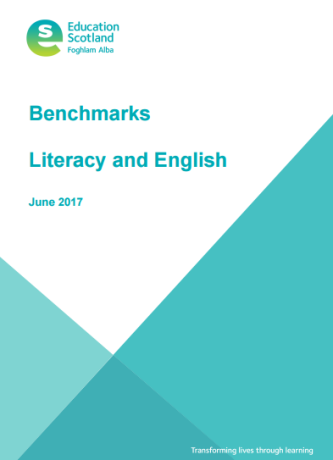 Education
Scotland
Foghlam Alba
Benchmarks
Literacy and English
June 2017
Transforming lives through learning